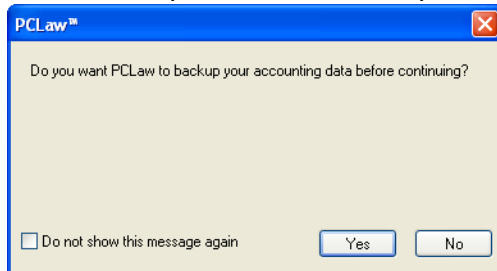 PCLaw™
Do you want PCLaw to backup your accounting data before continuing?
Do not show this message again
Yes
No